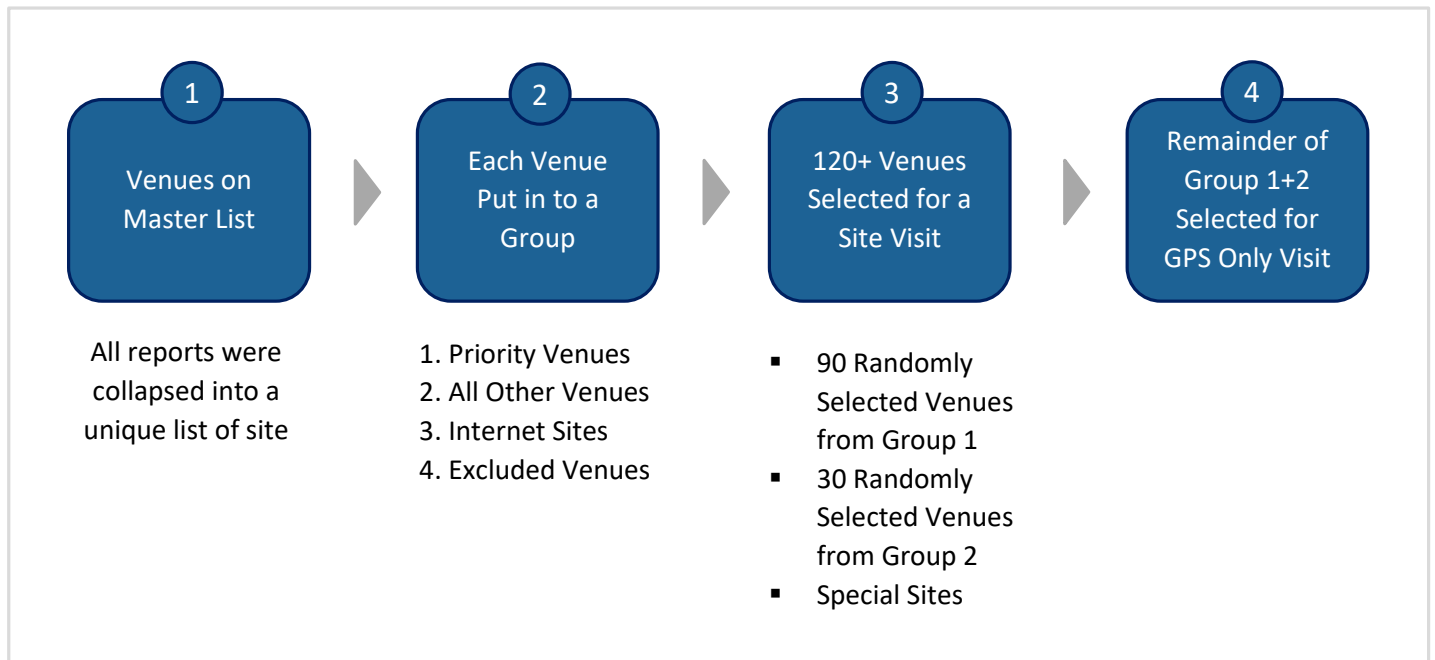 1
Venues on
Master List
All reports were
collapsed into a
unique list of site
2
Each Venue
Put in to a
Group
1. Priority Venues
2. All Other Venues
3. Internet Sites
4. Excluded Venues
3
120+ Venues
Selected for a
Site Visit
▪ 90 Randomly
Selected Venues
from Group 1
▪ 30 Randomly
Selected Venues
from Group 2
▪ Special Sites
4
Remainder of
Group 1+2
Selected for
GPS Only Visit